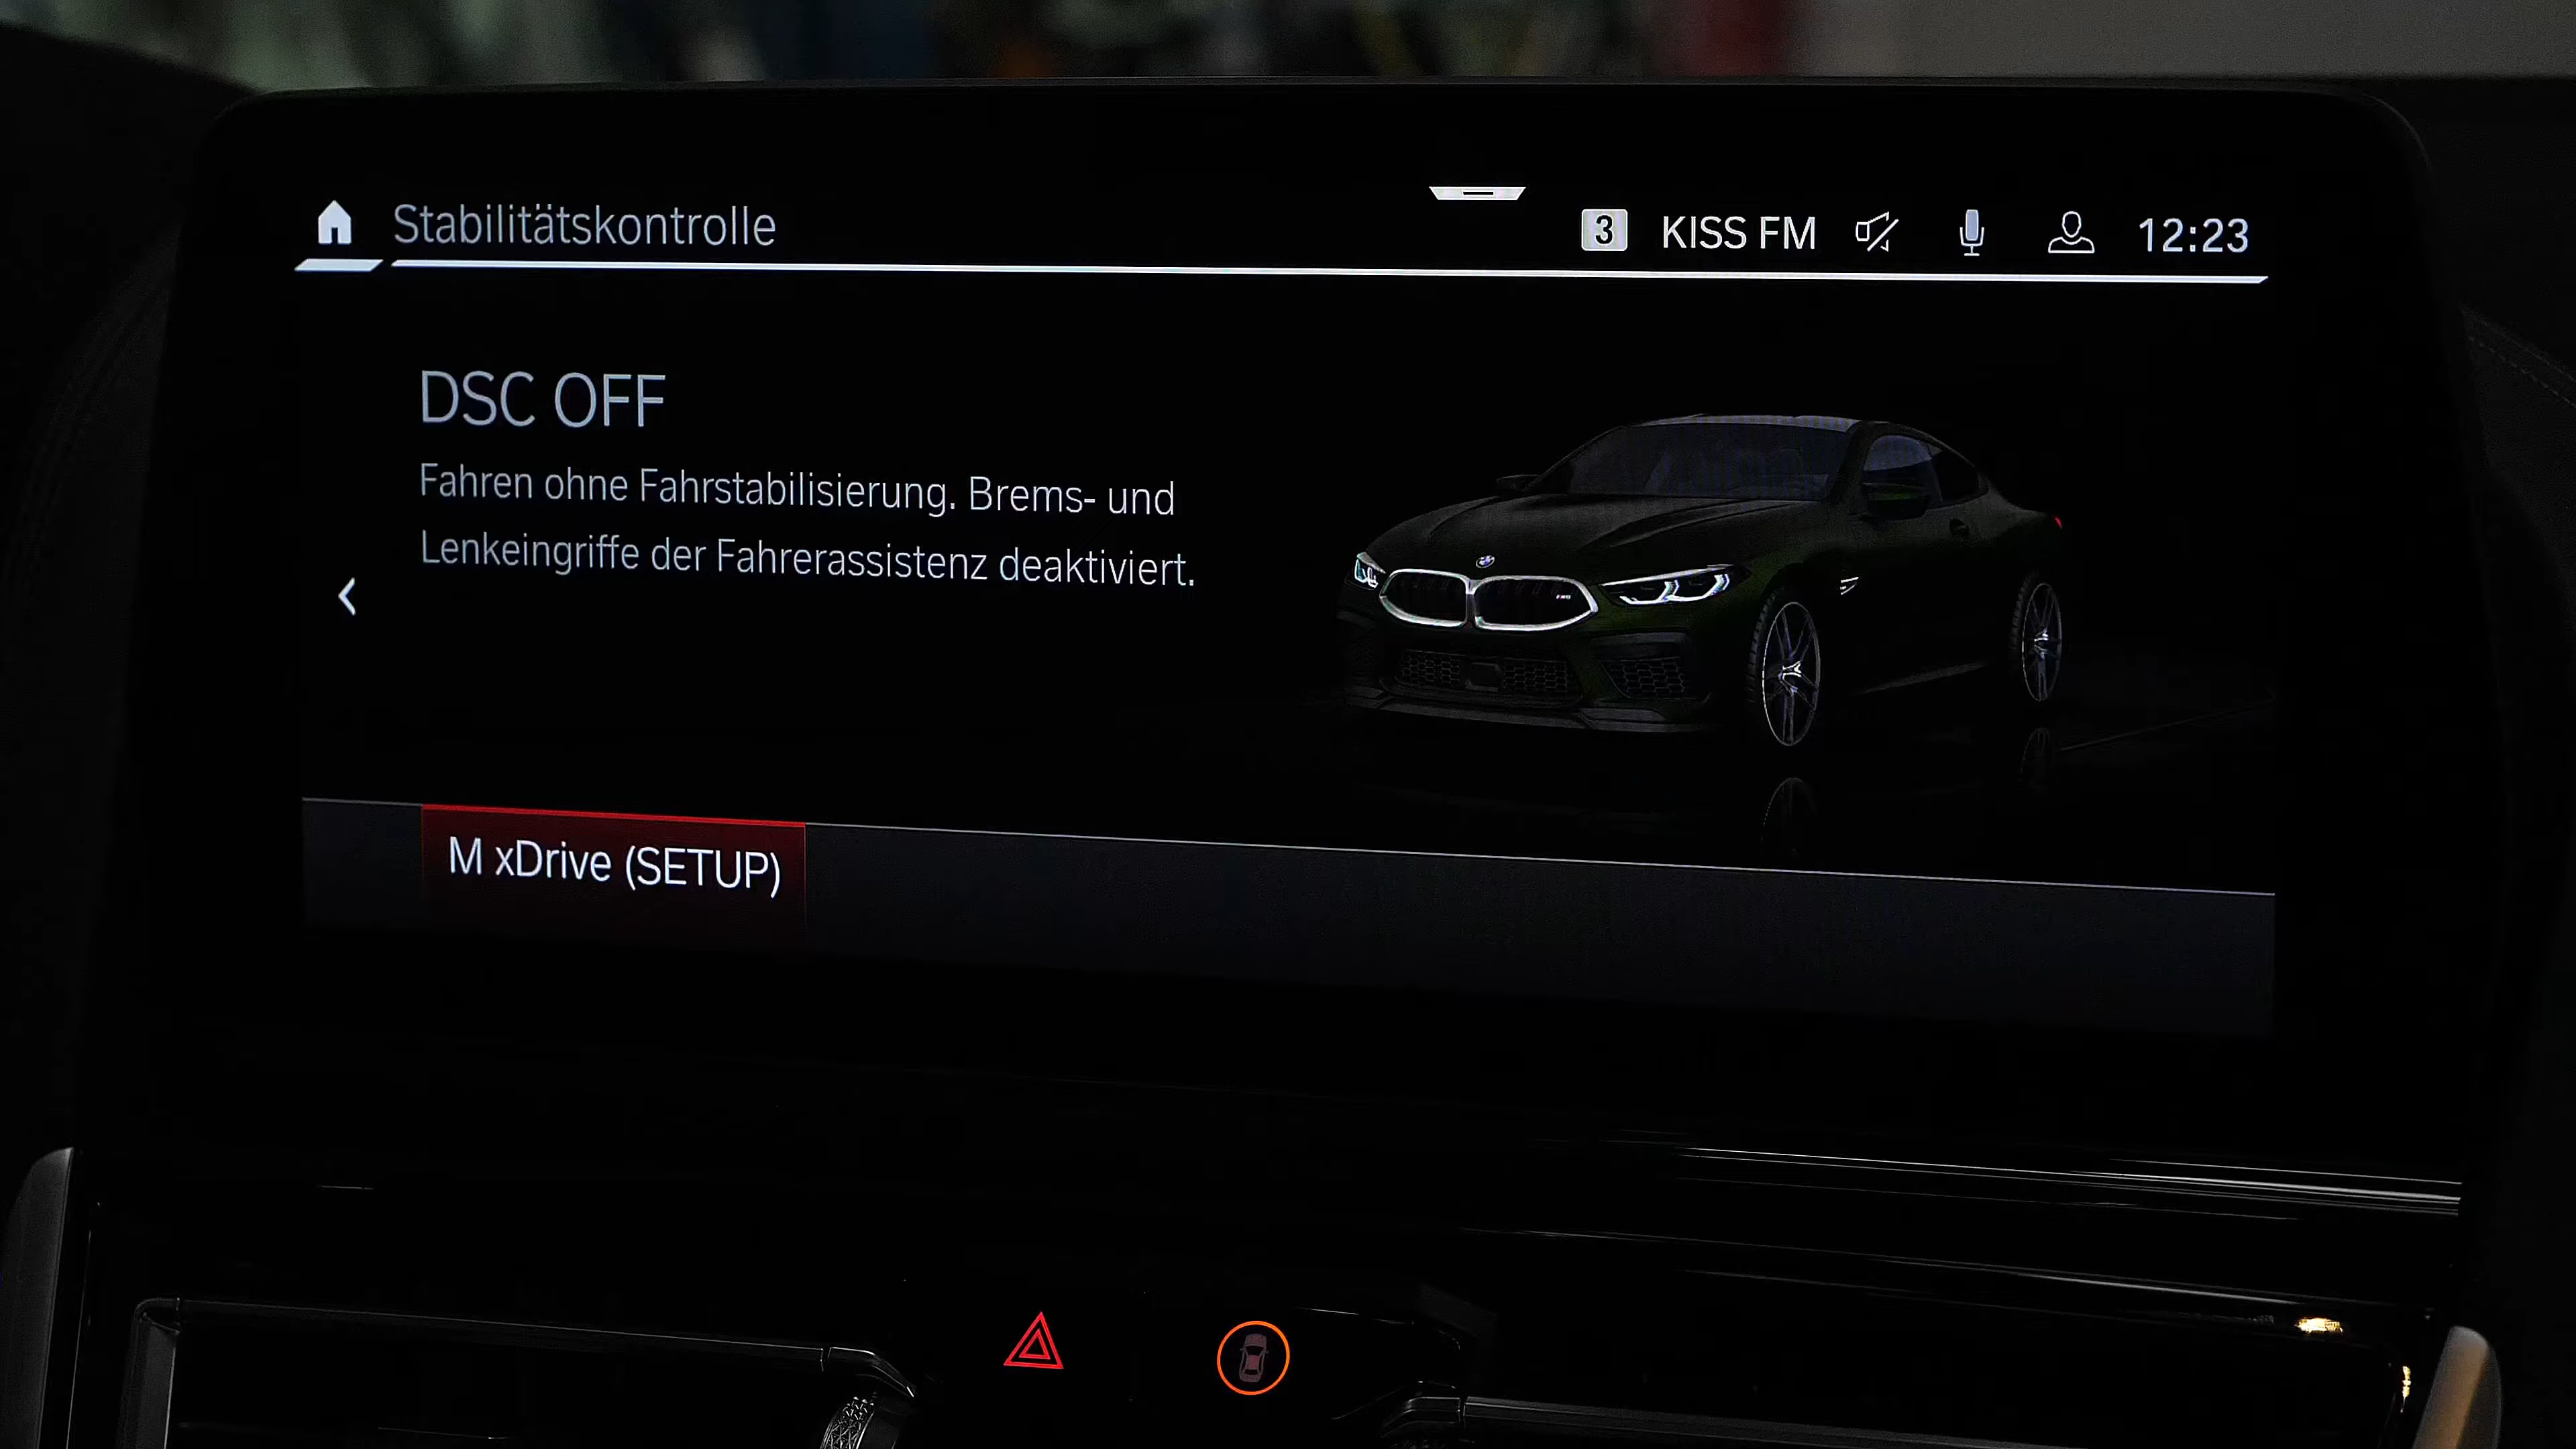 Stabilitätskontrolle
3 KISS FM 12:23
DSC OFF
Fahren ohne Fahrstabilisierung. Brems- und
Lenkeingriffe der Fahrerassistenz deaktiviert.
M xDrive (SETUP)